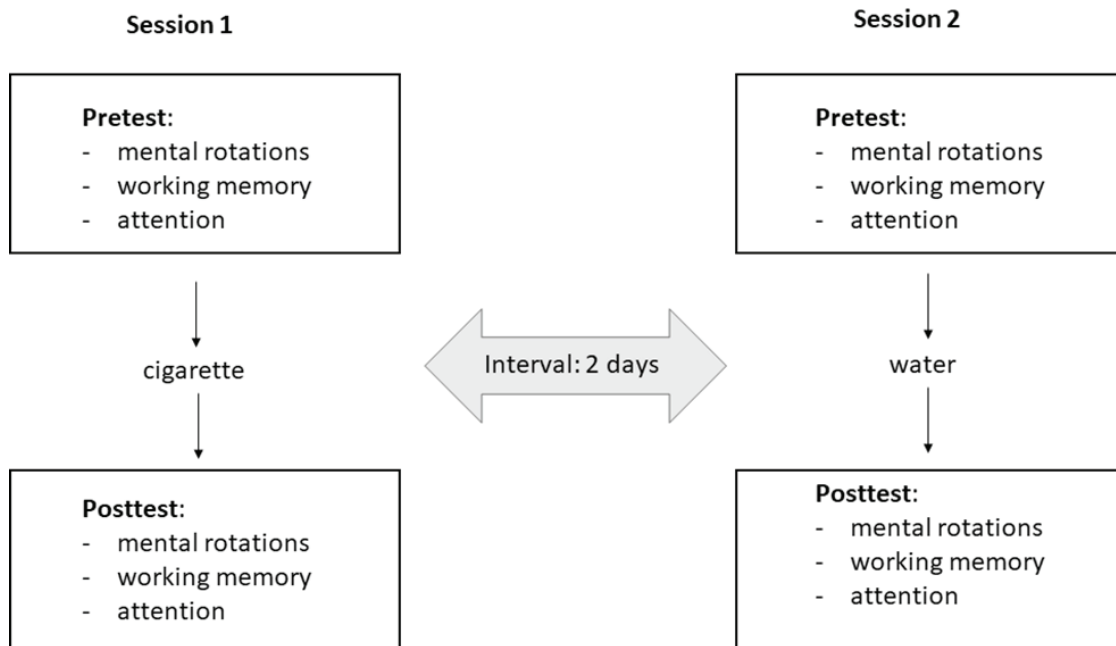 Session 1
Pretest:
- mental rotations
- working memory
- attention
cigarette
Posttest:
- mental rotations
- working memory
- attention
Interval: 2 days
Session 2
Pretest:
- mental rotations
- working memory
- attention
water
Posttest:
- mental rotations
- working memory
- attention